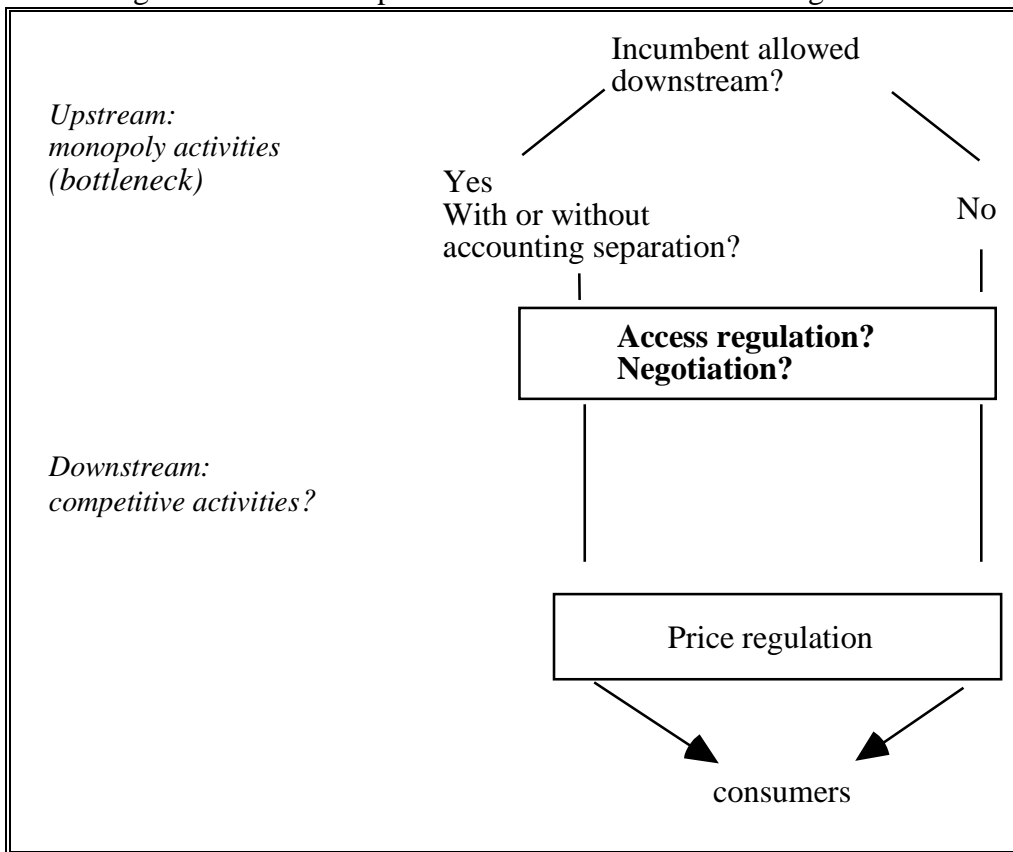 Incumbent allowed
downstream?
Upstream:
monopoly activities
(bottleneck)
Yes
With or without
accounting separation?
No
Access regulation?
Negotiation?
Downstream:
competitive activities?
Price regulation
consumers